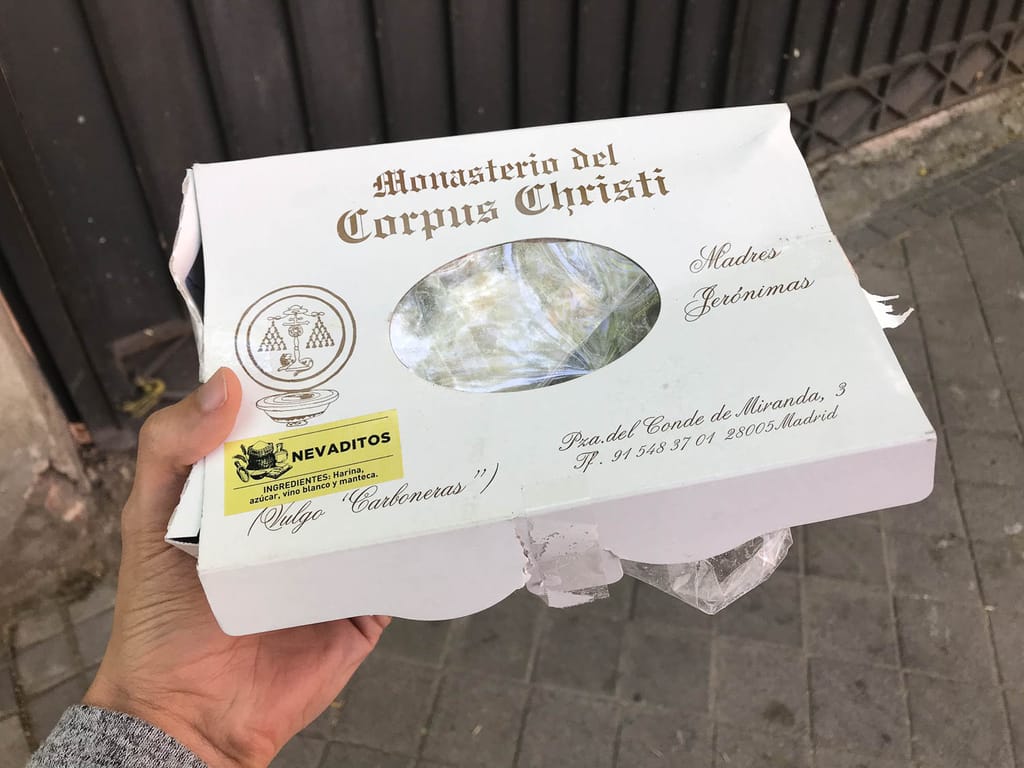 Monasterio del
Corpus Christi
Madres
Jerónimas
NEVADITOS
INGREDIENTES: Harina,
azúcar, vino blanco y manteca.
(Vulgo "Carboneras")
Pza.del Conde de Miranda, 3
Tf. 91 548 37 01 28005 Madrid